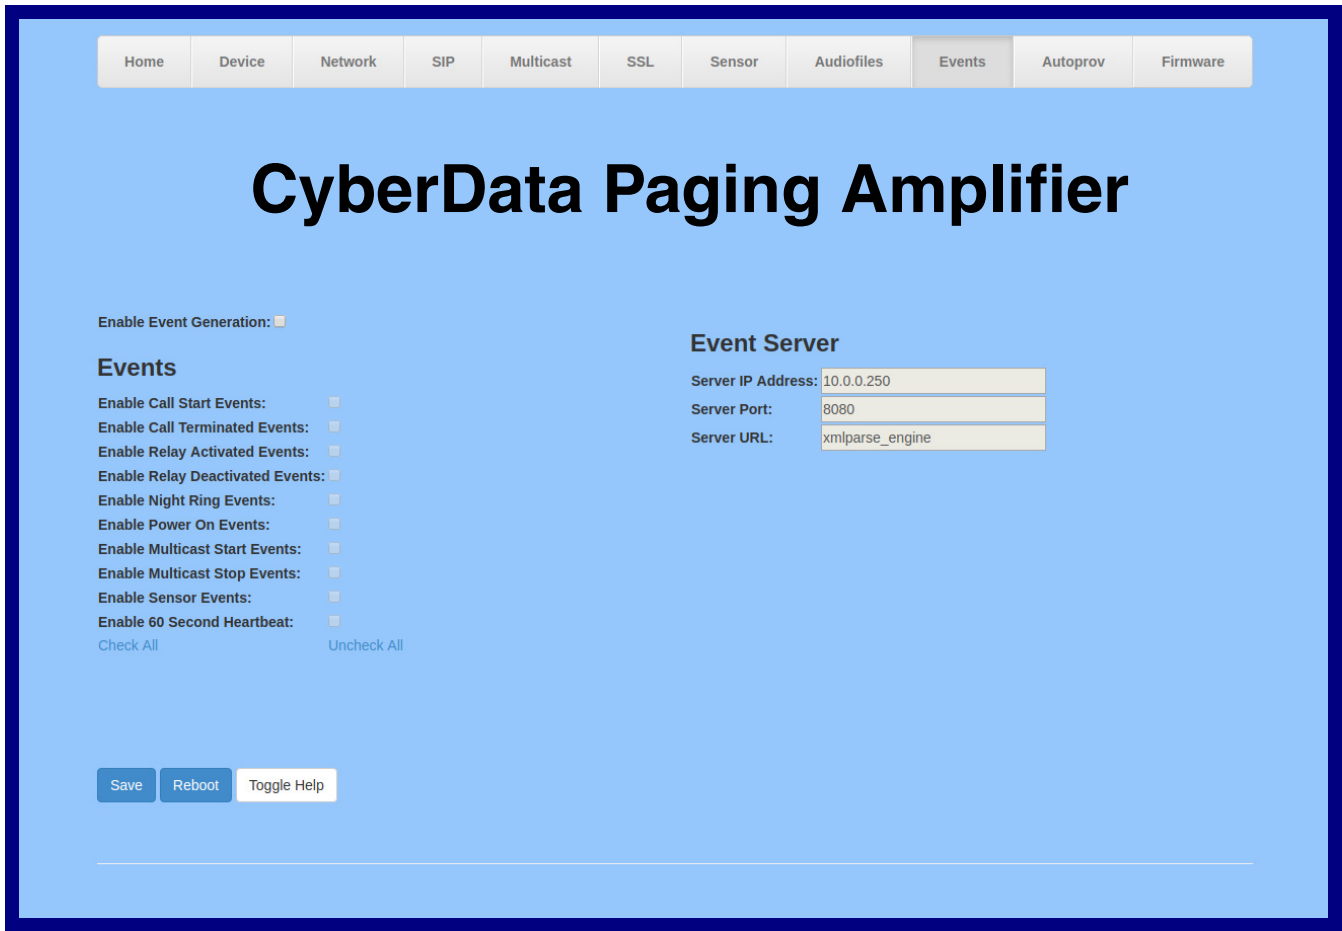 Home Device Network SIP Multicast SSL Sensor Audiofiles Events Autoprov Firmware
CyberData Paging Amplifier
Enable Event Generation:
Events
Enable Call Start Events:
Enable Call Terminated Events:
Enable Relay Activated Events:
Enable Relay Deactivated Events:
Enable Night Ring Events:
Enable Power On Events:
Enable Multicast Start Events:
Enable Multicast Stop Events:
Enable Sensor Events:
Enable 60 Second Heartbeat:
Check All Uncheck All
Event Server
Server IP Address: 10.0.0.250
Server Port: 8080
Server URL: xmlparse_engine
Save Reboot Toggle Help